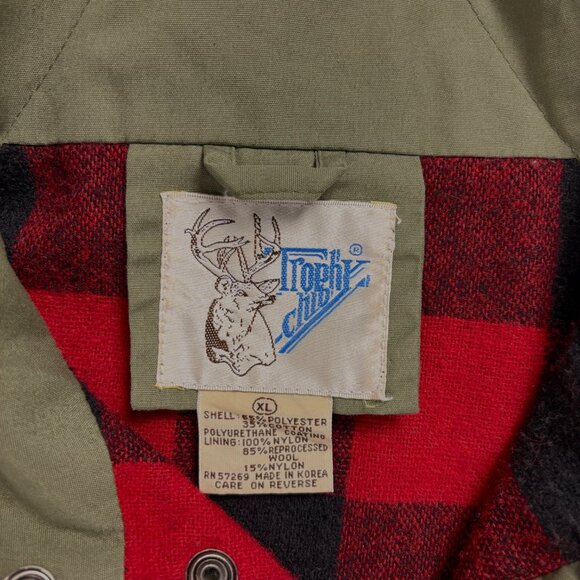 Trophy ®
club
XL
SHELL: 65% POLYESTER
35% COTTON
POLYURETHANE COATING
LINING: 100% NYLON
85% REPROCESSED
WOOL
15% NYLON
RN 57269 MADE IN KOREA
CARE ON REVERSE